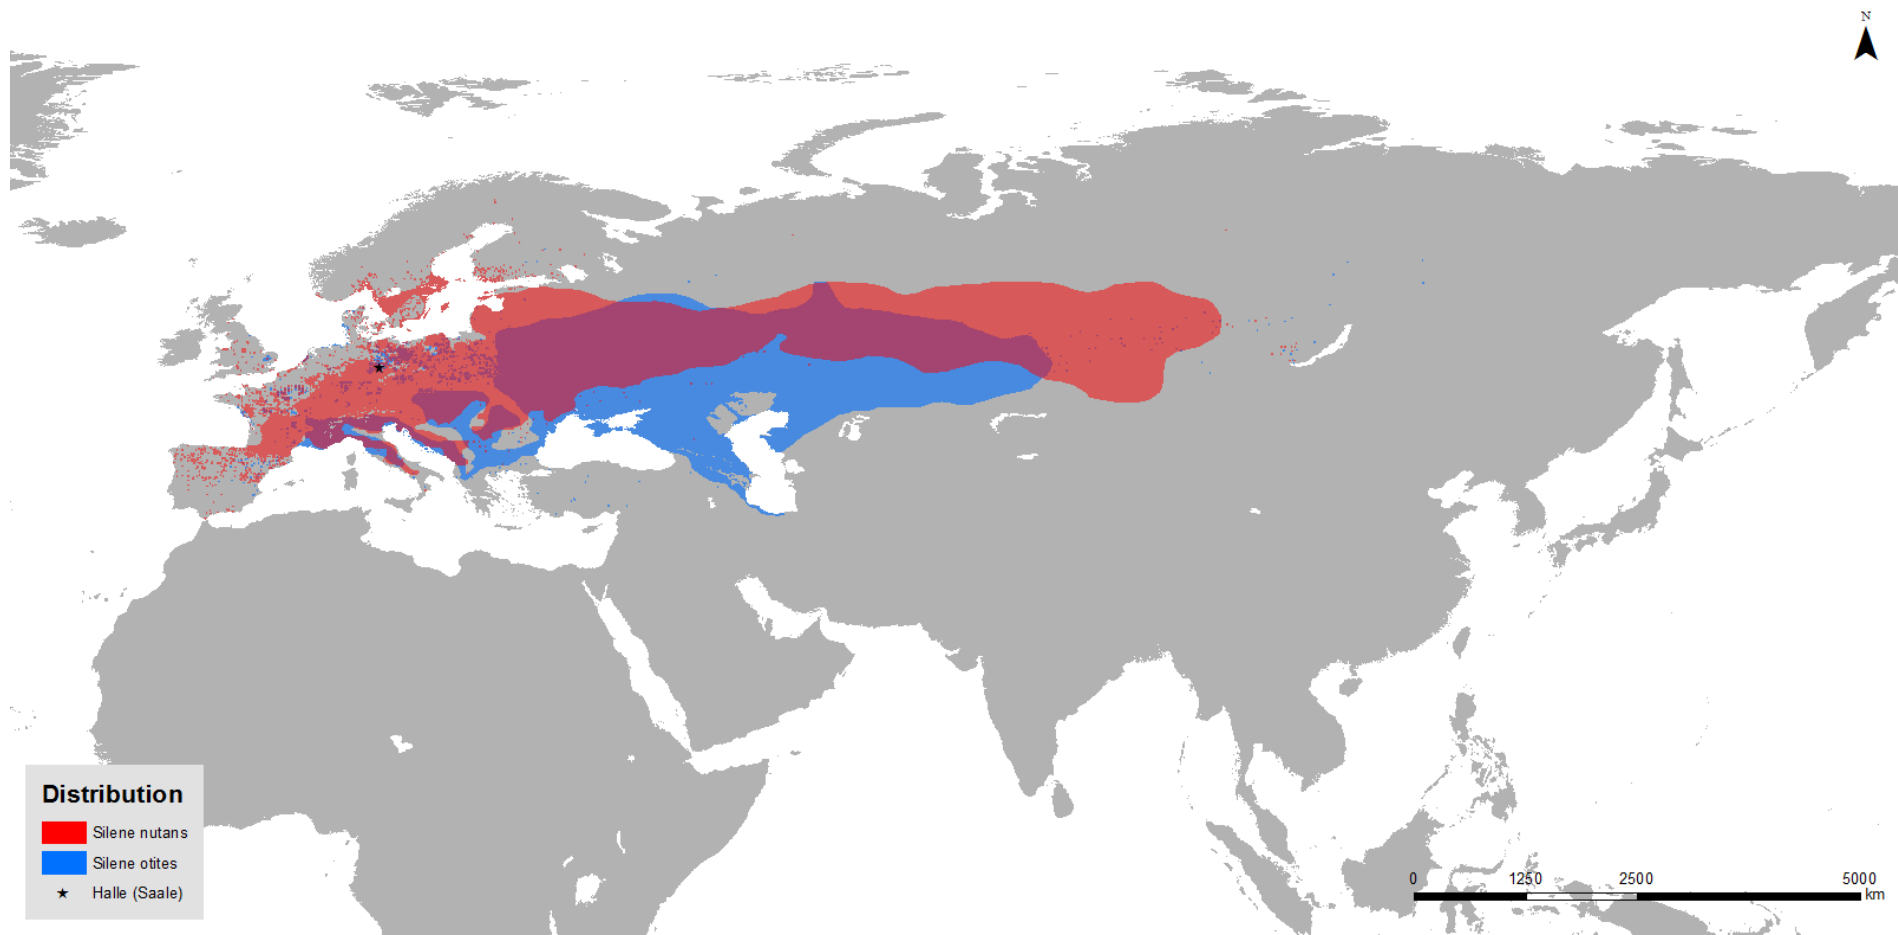 N
Distribution
Silene nutans
Silene otites
Halle (Saale)
0 1250 2500 5000
km